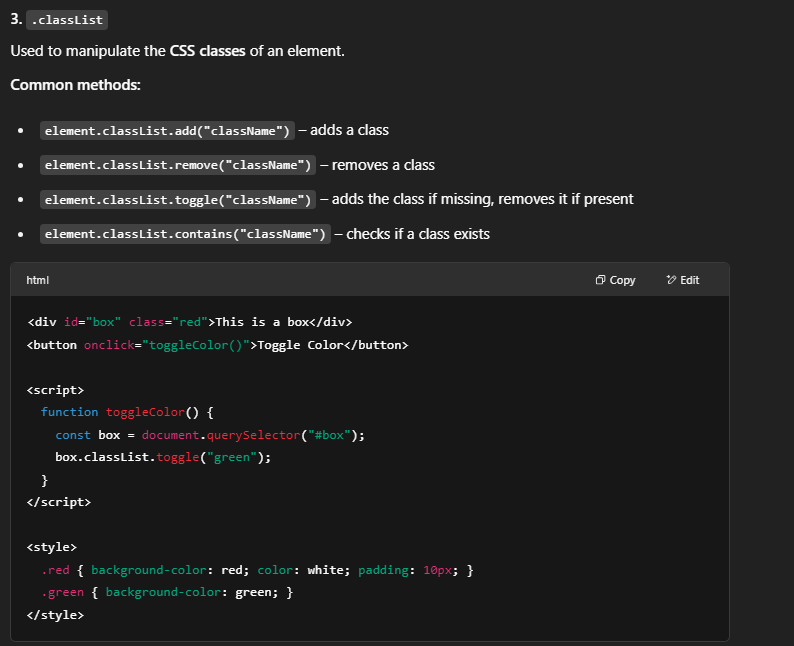 3. .classList
Used to manipulate the CSS classes of an element.
Common methods:
• element.classList.add("className") – adds a class
• element.classList.remove("className") – removes a class
• element.classList.toggle("className") – adds the class if missing, removes it if present
• element.classList.contains("className") – checks if a class exists
html Copy Edit
<div id="box" class="red">This is a box</div>
<button onclick="toggleColor()">Toggle Color</button>

<script>
  function toggleColor() {
    const box = document.querySelector("#box");
    box.classList.toggle("green");
  }
</script>

<style>
  .red { background-color: red; color: white; padding: 10px; }
  .green { background-color: green; }
</style>